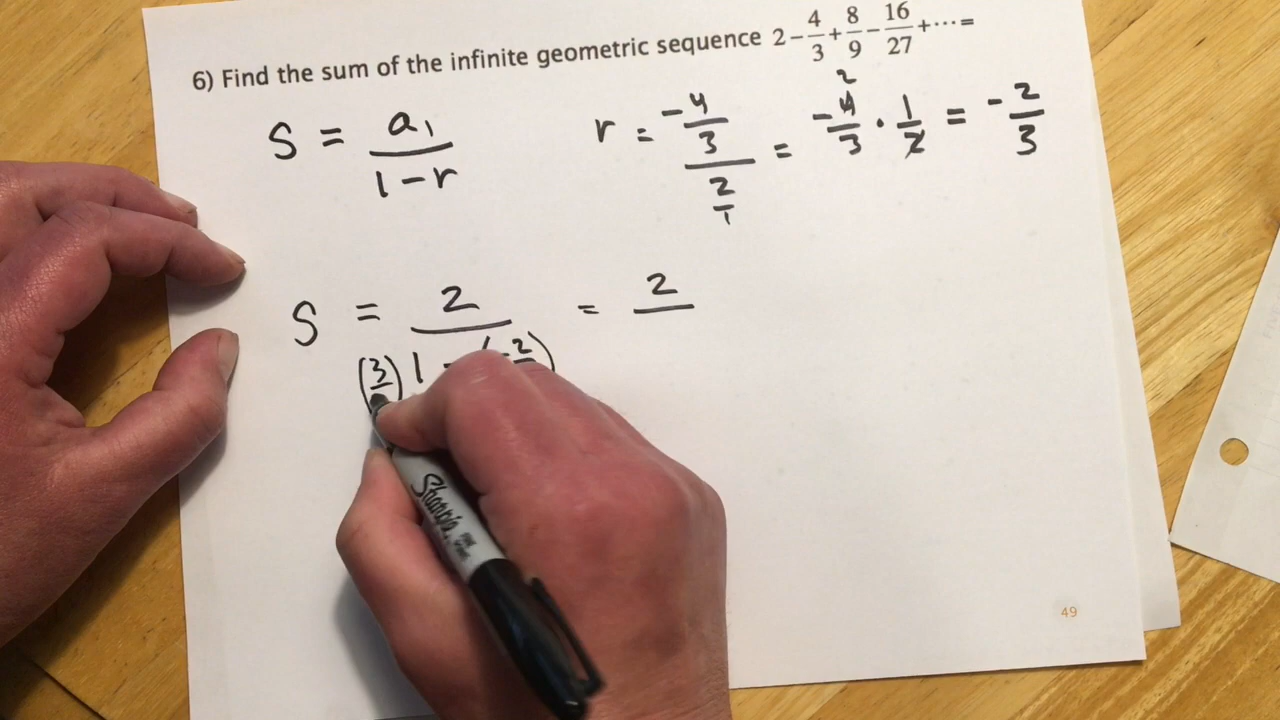 6) Find the sum of the infinite geometric sequence 2 - 4/3 + 8/9 - 16/27 + ⋯ =
S = a₁/(1-r)
r = (-4/3)/(2/1) = -4/3 · 1/2 = -2/3
2
S = 2 / (3/ ) 1 - (-2/ ) = 2/
Sharpie
49